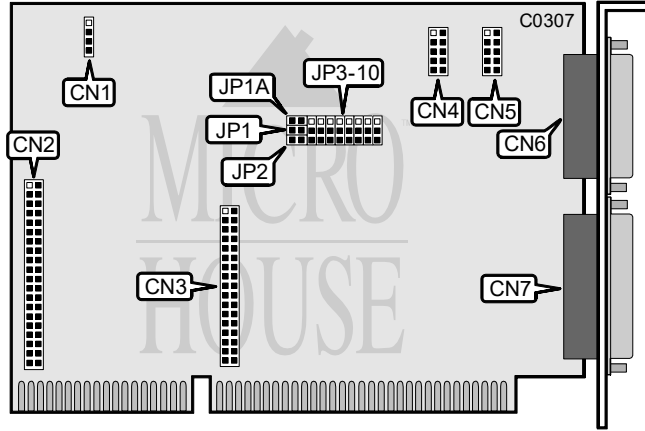 C0307
CN1
JP1A
JP3-10
CN4
CN5
JP1
CN6
CN2
JP2
MICRO
HOUSE
CN3
CN7